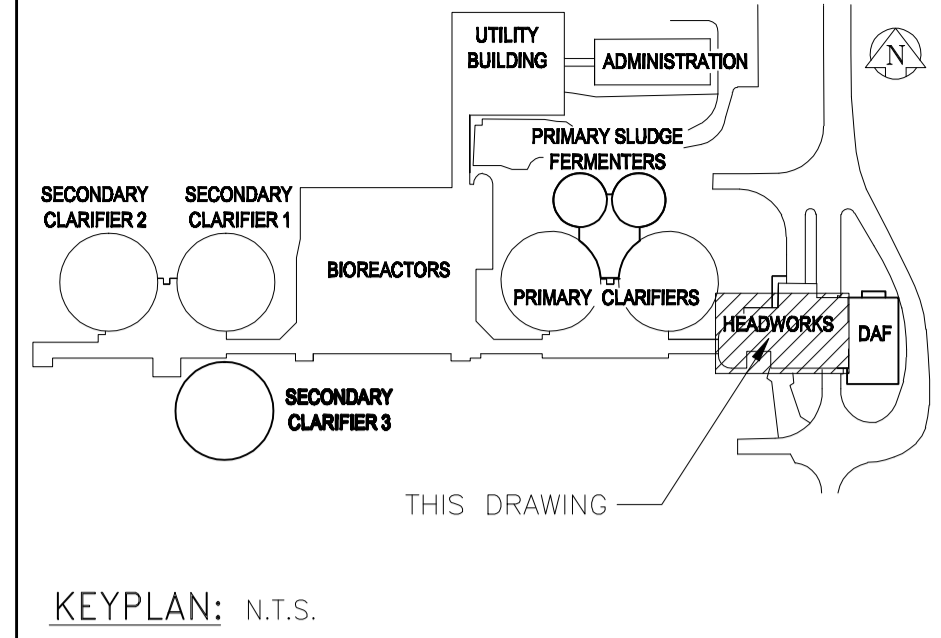 UTILITY
BUILDING
ADMINISTRATION
N
PRIMARY SLUDGE
FERMENTERS
SECONDARY
CLARIFIER 2
SECONDARY
CLARIFIER 1
BIOREACTORS
PRIMARY CLARIFIERS
HEADWORKS
DAF
SECONDARY
CLARIFIER 3
THIS DRAWING
KEYPLAN: N.T.S.